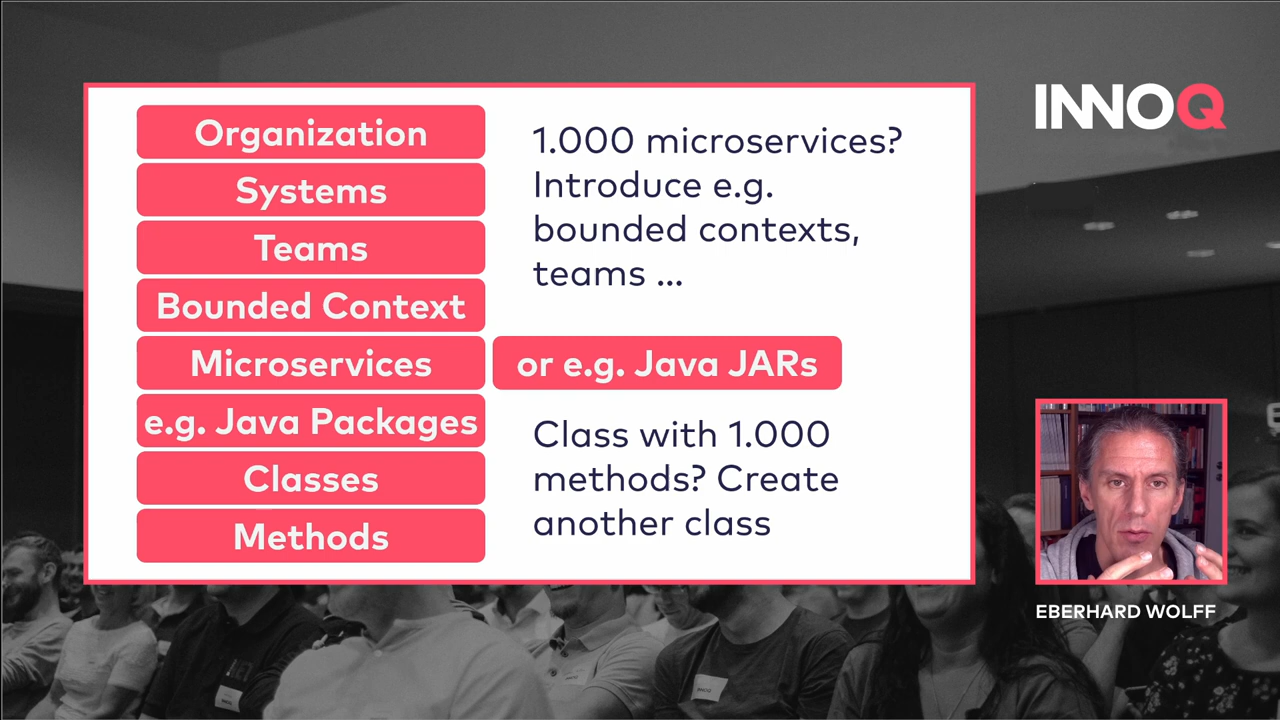 Organization
Systems
Teams
Bounded Context
Microservices
or e.g. Java JARs
e.g. Java Packages
Classes
Methods
1.000 microservices?
Introduce e.g.
bounded contexts,
teams ...
Class with 1.000
methods? Create
another class
INNOQ
EBERHARD WOLFF